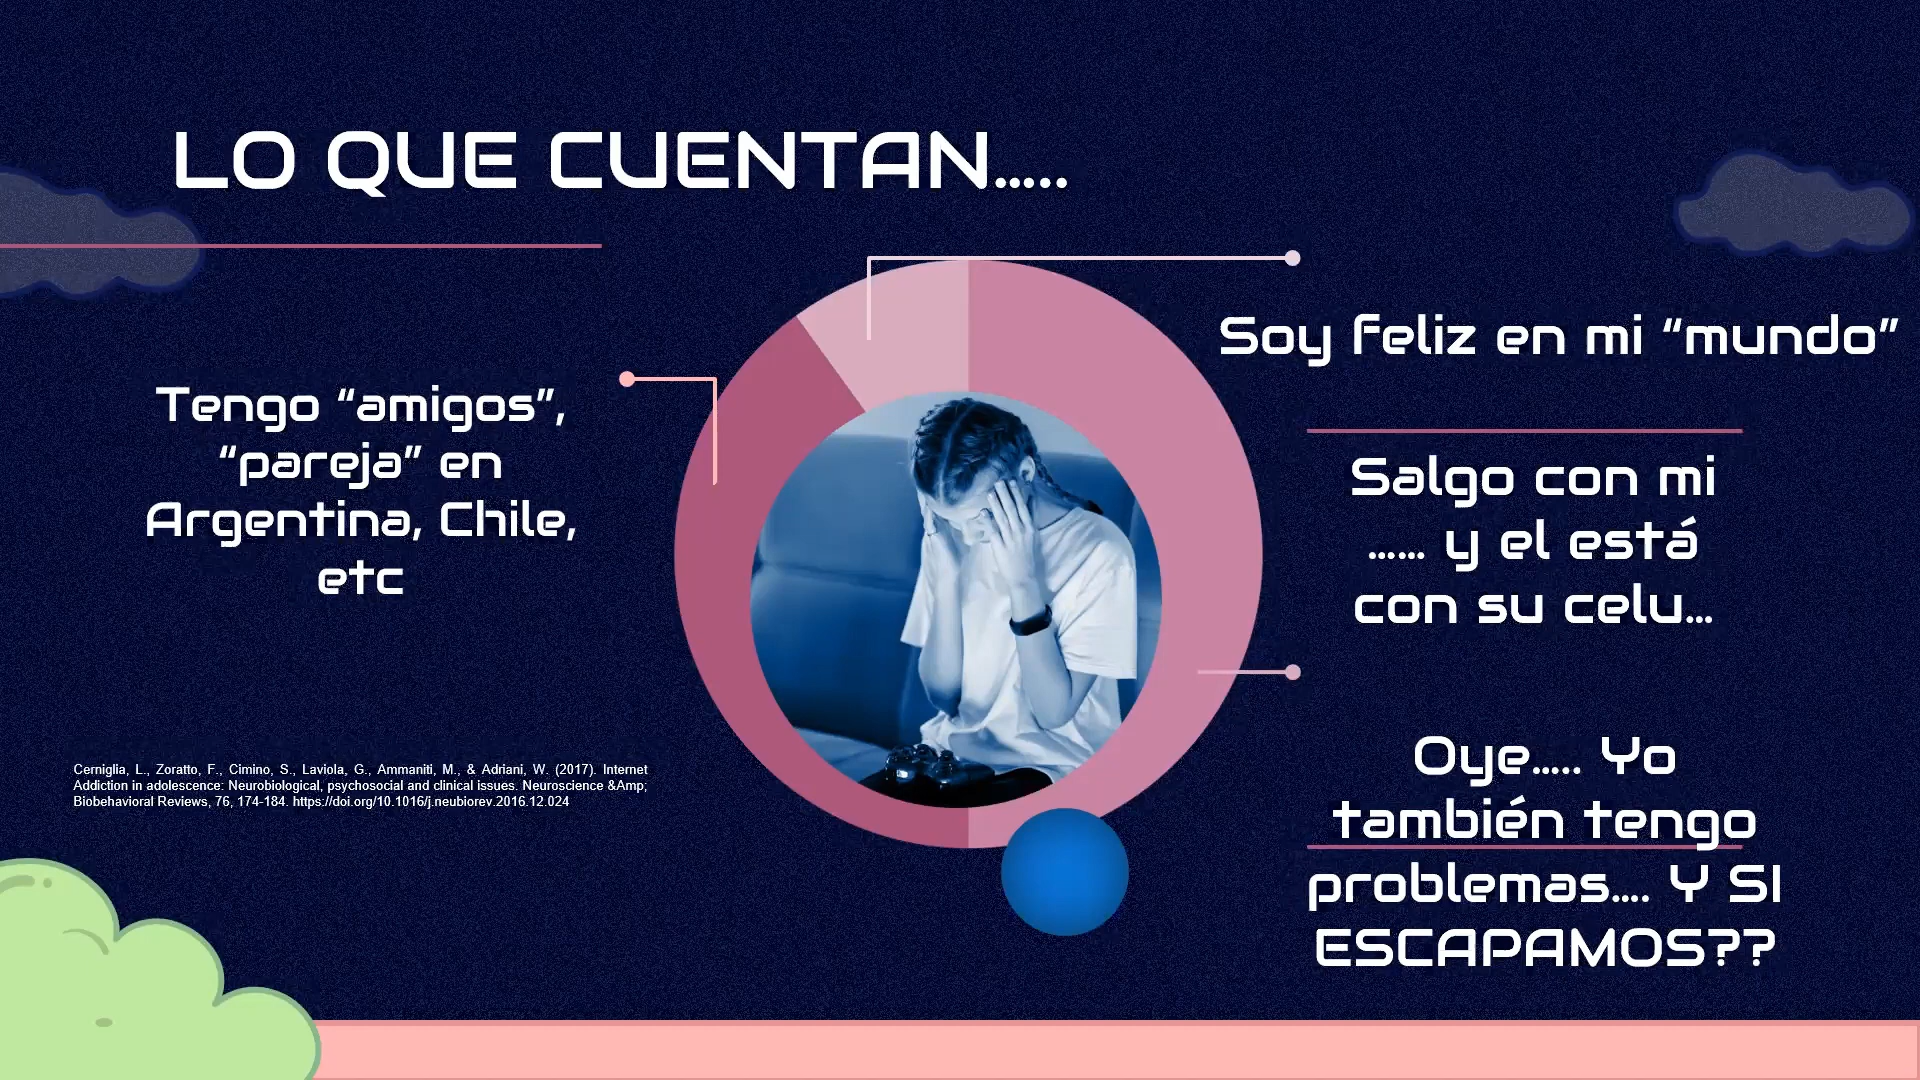 LO QUE CUENTAN.....
Tengo “amigos”,
“pareja” en
Argentina, Chile,
etc
Soy feliz en mi “mundo”
Salgo con mi
...... y el está
con su celu...
Oye..... Yo
también tengo
problemas.... Y SI
ESCAPAMOS??
Cerniglia, L., Zoratto, F., Cimino, S., Laviola, G., Ammaniti, M., & Adriani, W. (2017). Internet
Addiction in adolescence: Neurobiological, psychosocial and clinical issues. Neuroscience &Amp;
Biobehavioral Reviews, 76, 174-184. https://doi.org/10.1016/j.neubiorev.2016.12.024